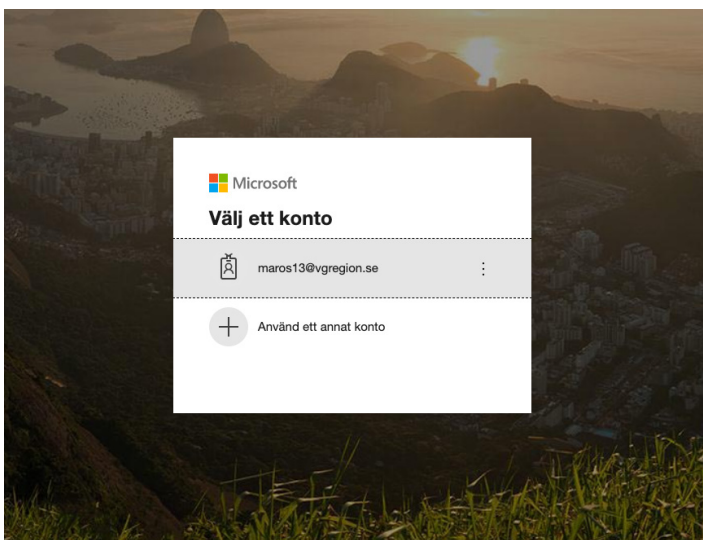 Microsoft
Välj ett konto
maros13@vgregion.se
Använd ett annat konto